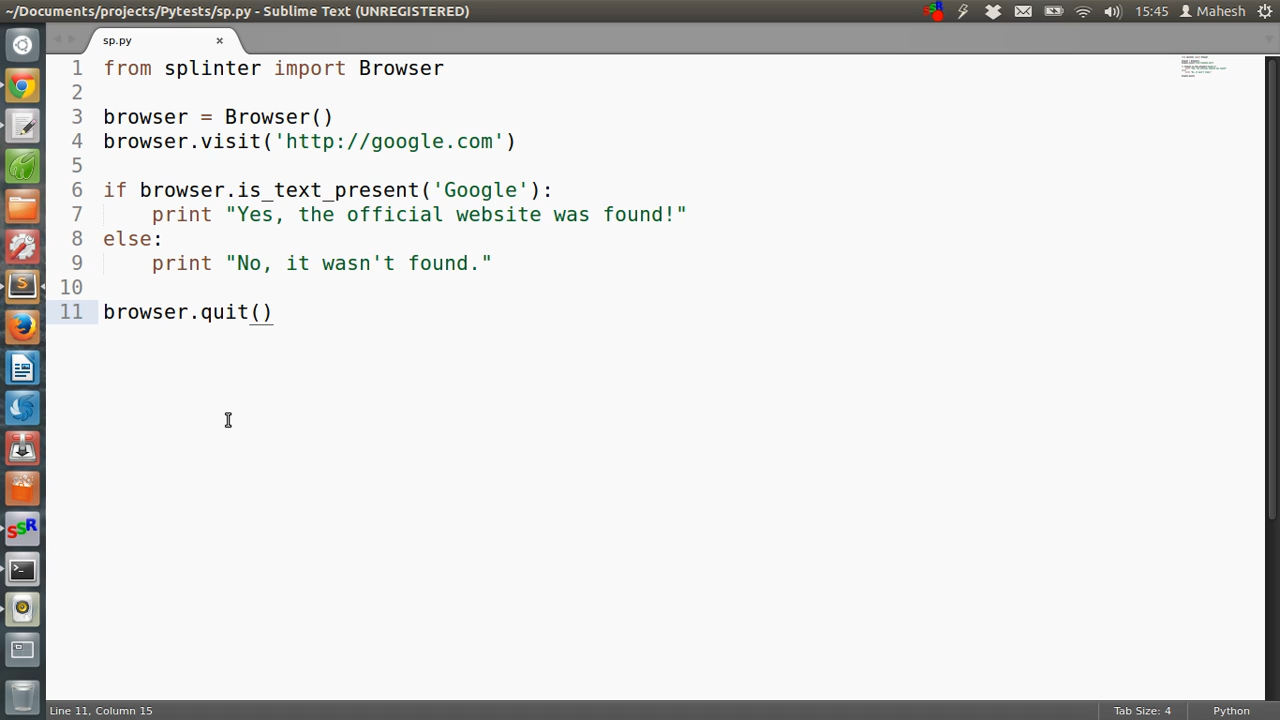 ~/Documents/projects/Pytests/sp.py - Sublime Text (UNREGISTERED)
15:45
Mahesh
sp.py
×
1 from splinter import Browser
2
3 browser = Browser()
4 browser.visit('http://google.com')
5
6 if browser.is_text_present('Google'):
7     print "Yes, the official website was found!"
8 else:
9     print "No, it wasn't found."
10
11 browser.quit()
SSR
Line 11, Column 15
Tab Size: 4
Python